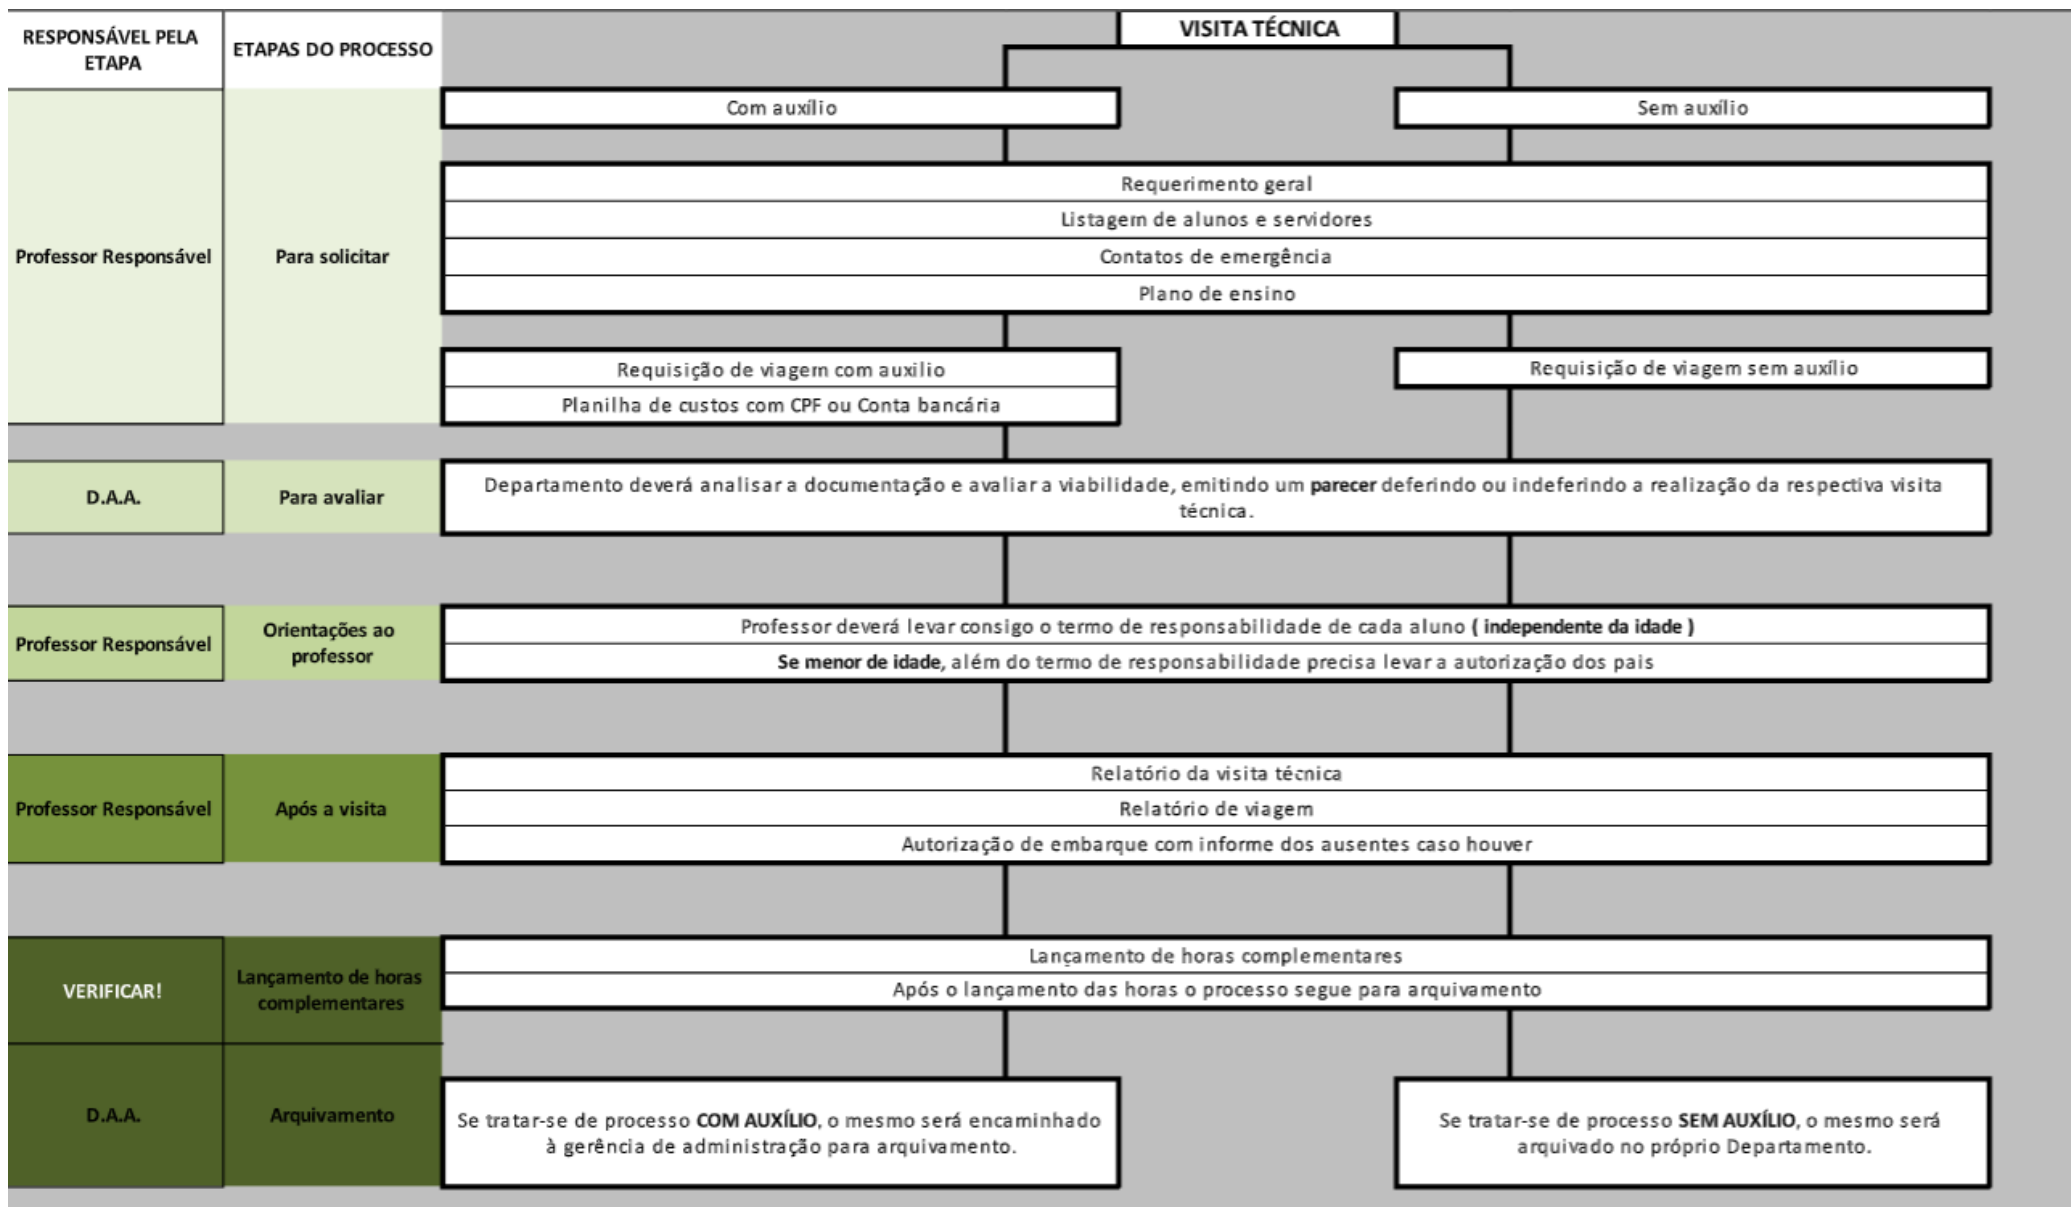 RESPONSÁVEL PELA
ETAPA
ETAPAS DO PROCESSO
VISITA TÉCNICA
Com auxílio
Sem auxílio
Professor Responsável
Para solicitar
Requerimento geral
Listagem de alunos e servidores
Contatos de emergência
Plano de ensino
Requisição de viagem com auxilio
Planilha de custos com CPF ou Conta bancária
Requisição de viagem sem auxílio
D.A.A.
Para avaliar
Departamento deverá analisar a documentação e avaliar a viabilidade, emitindo um parecer deferindo ou indeferindo a realização da respectiva visita
técnica.
Professor Responsável
Orientações ao
professor
Professor deverá levar consigo o termo de responsabilidade de cada aluno ( independente da idade )
Se menor de idade, além do termo de responsabilidade precisa levar a autorização dos pais
Professor Responsável
Após a visita
Relatório da visita técnica
Relatório de viagem
Autorização de embarque com informe dos ausentes caso houver
VERIFICAR!
Lançamento de horas
complementares
Lançamento de horas complementares
Após o lançamento das horas o processo segue para arquivamento
D.A.A.
Arquivamento
Se tratar-se de processo COM AUXÍLIO, o mesmo será encaminhado
à gerência de administração para arquivamento.
Se tratar-se de processo SEM AUXÍLIO, o mesmo será
arquivado no próprio Departamento.